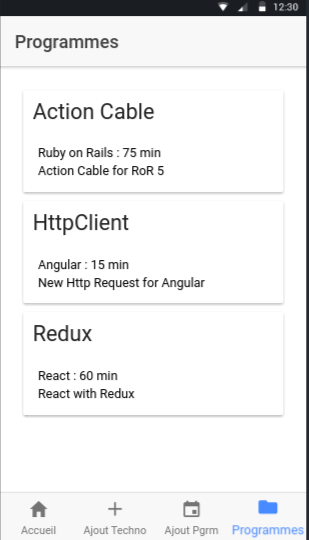 12:30
Programmes
Action Cable
Ruby on Rails : 75 min
Action Cable for RoR 5
HttpClient
Angular : 15 min
New Http Request for Angular
Redux
React : 60 min
React with Redux
Accueil
Ajout Techno
Ajout Pgrm
Programmes